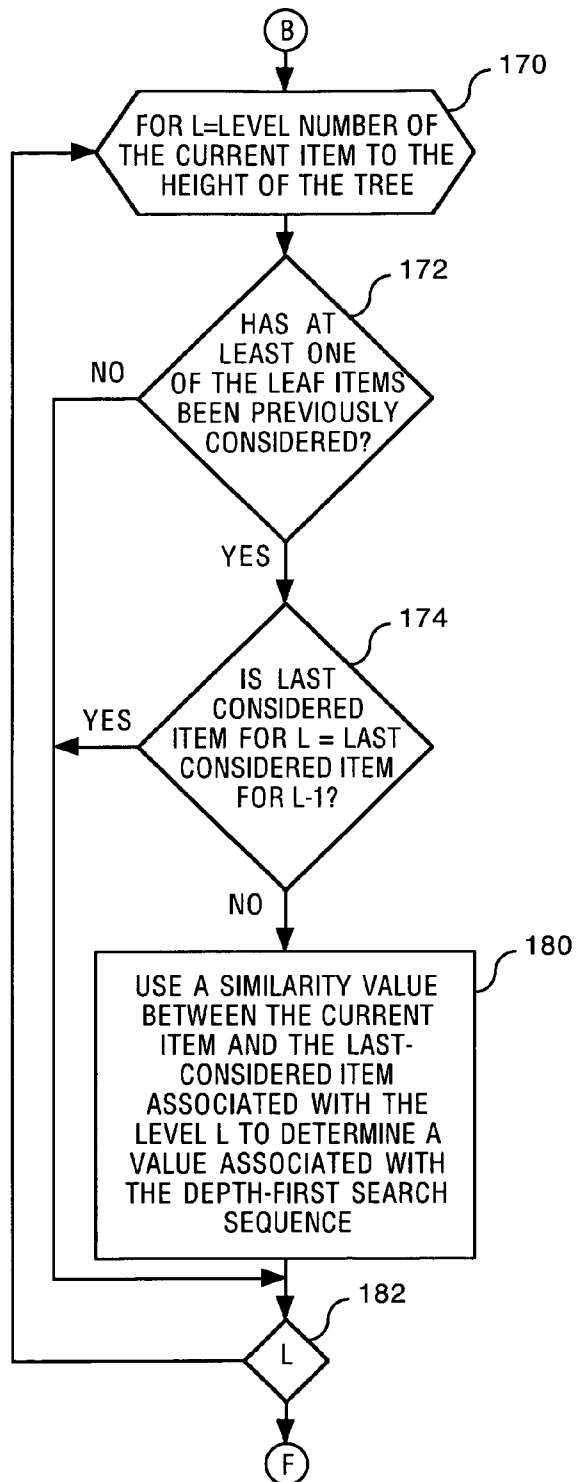 B
170
FOR L=LEVEL NUMBER OF
THE CURRENT ITEM TO THE
HEIGHT OF THE TREE
172
HAS AT
LEAST ONE
OF THE LEAF ITEMS
BEEN PREVIOUSLY
CONSIDERED?
NO
YES
174
IS LAST
CONSIDERED
ITEM FOR L = LAST
CONSIDERED ITEM
FOR L-1?
YES
NO
180
USE A SIMILARITY VALUE
BETWEEN THE CURRENT
ITEM AND THE LAST-
CONSIDERED ITEM
ASSOCIATED WITH THE
LEVEL L TO DETERMINE A
VALUE ASSOCIATED WITH
THE DEPTH-FIRST SEARCH
SEQUENCE
182
L
F